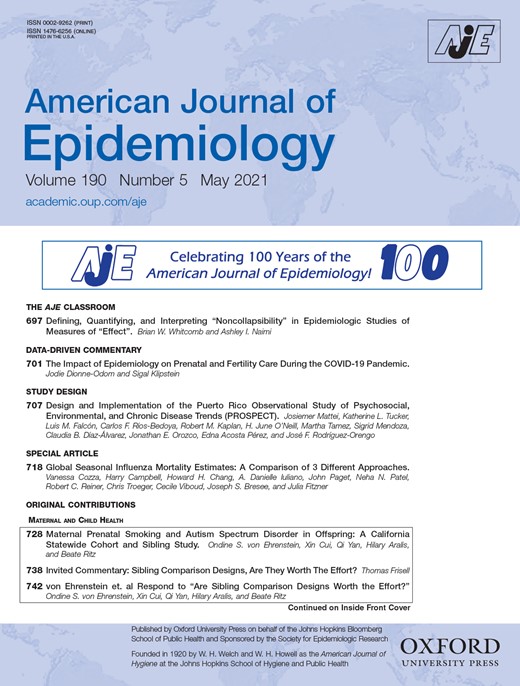 ISSN 0002-9262 (PRINT)
ISSN 1476-6256 (ONLINE)
PRINTED IN THE U.S.A.
AJE
American Journal of
Epidemiology
Volume 190 Number 5 May 2021
academic.oup.com/aje
AJE
Celebrating 100 Years of the
American Journal of Epidemiology!
100
THE AJE CLASSROOM
697 Defining, Quantifying, and Interpreting “Noncollapsibility” in Epidemiologic Studies of
Measures of “Effect”. Brian W. Whitcomb and Ashley I. Naimi
DATA-DRIVEN COMMENTARY
701 The Impact of Epidemiology on Prenatal and Fertility Care During the COVID-19 Pandemic.
Jodie Dionne-Odom and Sigal Klipstein
STUDY DESIGN
707 Design and Implementation of the Puerto Rico Observational Study of Psychosocial,
Environmental, and Chronic Disease Trends (PROSPECT). Josiemer Mattei, Katherine L. Tucker,
Luis M. Falcón, Carlos F. Ríos-Bedoya, Robert M. Kaplan, H. June O’Neill, Martha Tamez, Sigrid Mendoza,
Claudia B. Díaz-Álvarez, Jonathan E. Orozco, Edna Acosta Pérez, and José F. Rodríguez-Orengo
SPECIAL ARTICLE
718 Global Seasonal Influenza Mortality Estimates: A Comparison of 3 Different Approaches.
Vanessa Cozza, Harry Campbell, Howard H. Chang, A. Danielle Iuliano, John Paget, Neha N. Patel,
Robert C. Reiner, Chris Troeger, Cecile Viboud, Joseph S. Bresee, and Julia Fitzner
ORIGINAL CONTRIBUTIONS
MATERNAL AND CHILD HEALTH
728 Maternal Prenatal Smoking and Autism Spectrum Disorder in Offspring: A California
Statewide Cohort and Sibling Study. Ondine S. von Ehrenstein, Xin Cui, Qi Yan, Hilary Aralis,
and Beate Ritz
738 Invited Commentary: Sibling Comparison Designs, Are They Worth The Effort? Thomas Frisell
742 von Ehrenstein et. al Respond to “Are Sibling Comparison Designs Worth the Effort?”
Ondine S. von Ehrenstein, Xin Cui, Qi Yan, Hilary Aralis, and Beate Ritz
Continued on Inside Front Cover
Published by Oxford University Press on behalf of the Johns Hopkins Bloomberg
School of Public Health and Sponsored by the Society for Epidemiologic Research
Founded in 1920 by W. H. Welch and W. H. Howell as the American Journal of
Hygiene at the Johns Hopkins School of Hygiene and Public Health
OXFORD
UNIVERSITY PRESS